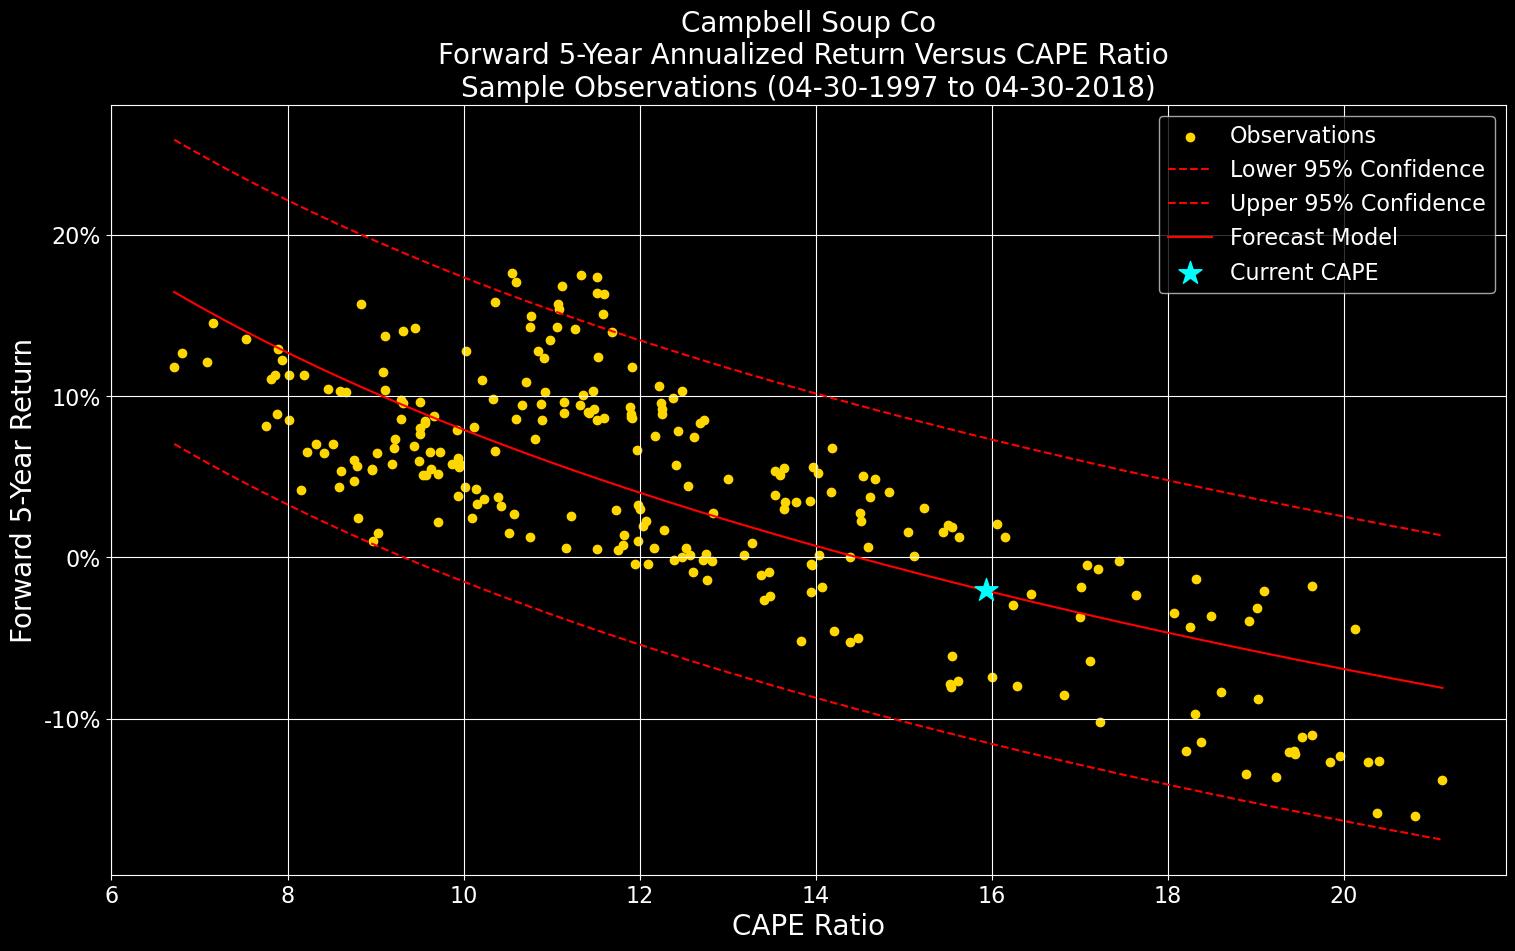 Campbell Soup Co
Forward 5-Year Annualized Return Versus CAPE Ratio
Sample Observations (04-30-1997 to 04-30-2018)
Observations
Lower 95% Confidence
Upper 95% Confidence
Forecast Model
Current CAPE
Forward 5-Year Return
20%
10%
0%
-10%
6 8 10 12 14 16 18 20
CAPE Ratio